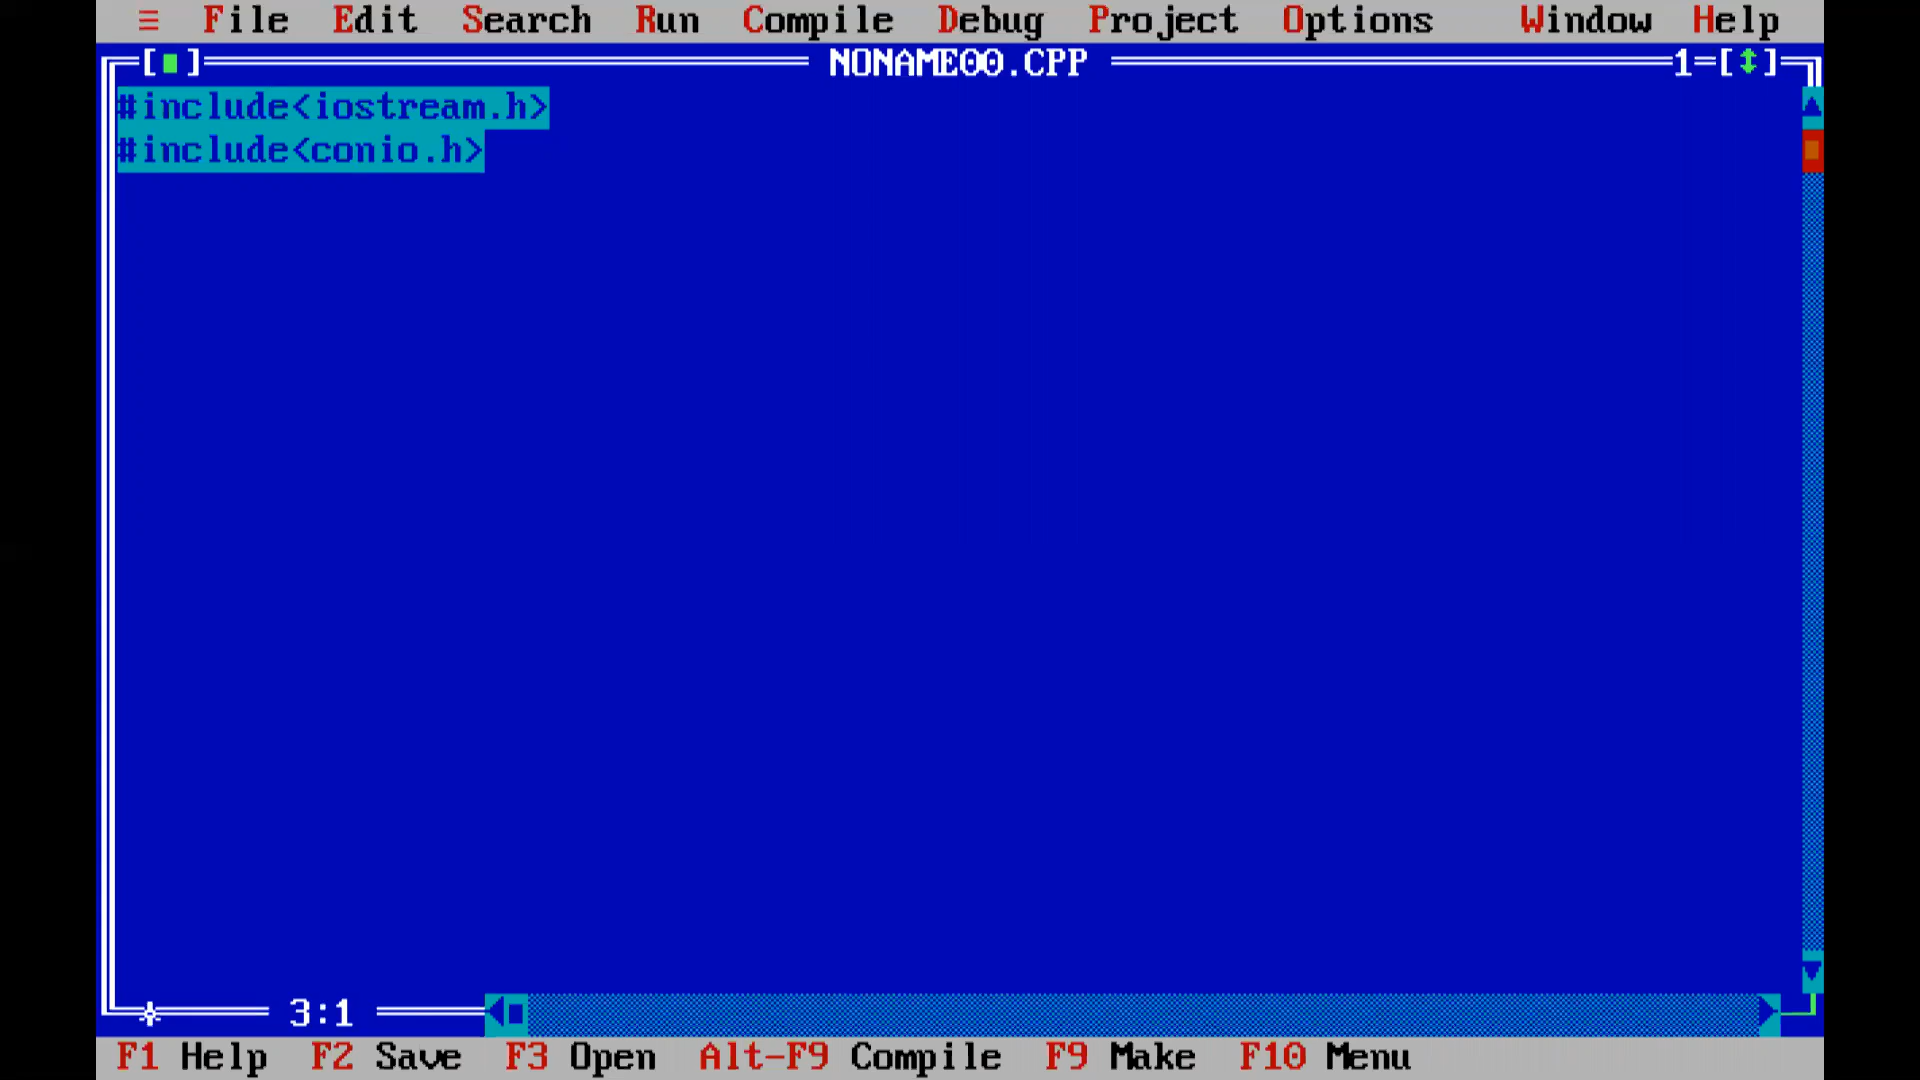 ≡ File Edit Search Run Compile Debug Project Options Window Help
[■] NONAME00.CPP 1=[↕]
#include<iostream.h>
#include<conio.h>
3:1
F1 Help F2 Save F3 Open Alt-F9 Compile F9 Make F10 Menu